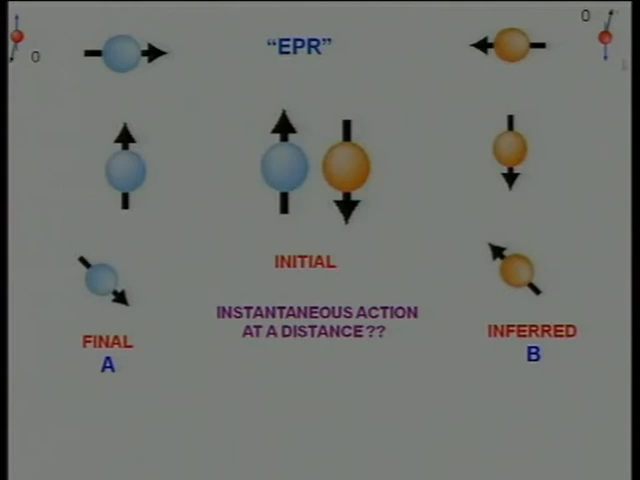 0
"EPR"
0
INITIAL
INSTANTANEOUS ACTION
AT A DISTANCE ??
FINAL
A
INFERRED
B